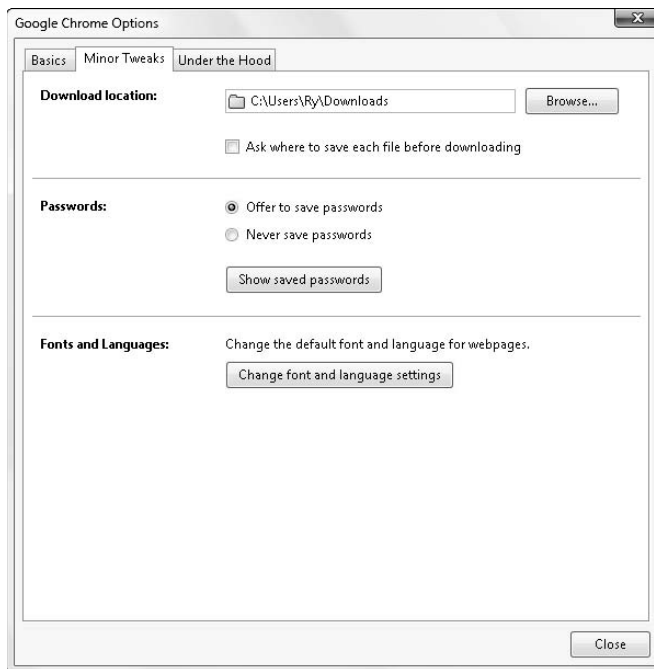 Google Chrome Options
Basics Minor Tweaks Under the Hood
Download location: C:\Users\Ry\Downloads Browse...
Ask where to save each file before downloading
Passwords: Offer to save passwords
Never save passwords
Show saved passwords
Fonts and Languages: Change the default font and language for webpages.
Change font and language settings
Close